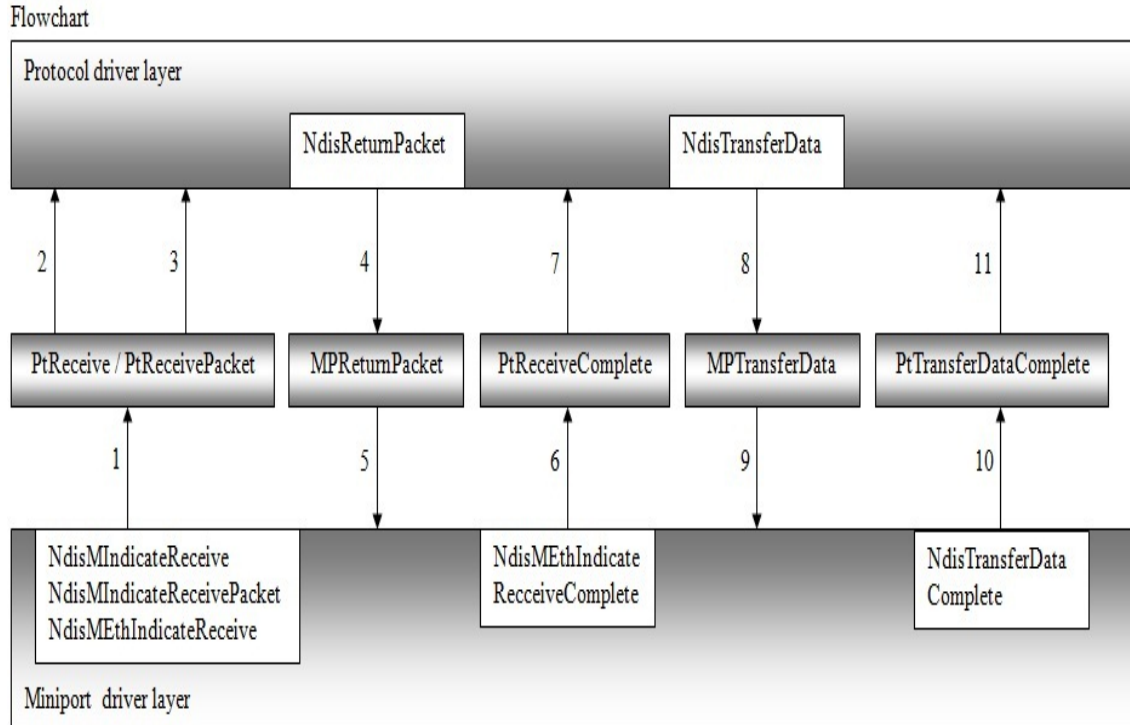 Flowchart
Protocol driver layer
NdisReturnPacket
NdisTransferData
2
3
4
7
8
11
PtReceive / PtReceivePacket
MPReturnPacket
PtReceiveComplete
MPTransferData
PtTransferDataComplete
1
5
6
9
10
NdisMIndicateReceive
NdisMIndicateReceivePacket
NdisMEthIndicateReceive
NdisMEthIndicate
RecceiveComplete
NdisTransferData
Complete
Miniport driver layer